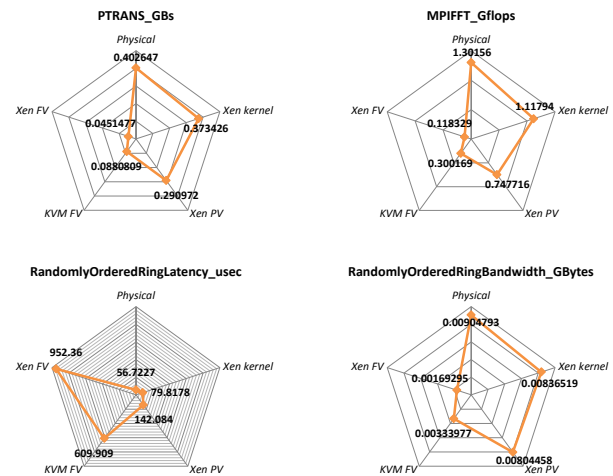 PTRANS_GBs
Physical
0.402647
Xen kernel
0.373426
Xen FV
0.0451477
0.0880809
0.290972
KVM FV
Xen PV
MPIFFT_Gflops
Physical
1.30156
Xen kernel
1.11794
Xen FV
0.118329
0.300169
0.747716
KVM FV
Xen PV
RandomlyOrderedRingLatency_usec
Physical
952.36
Xen FV
Xen kernel
56.7227
79.8178
142.084
609.909
KVM FV
Xen PV
RandomlyOrderedRingBandwidth_GBytes
Physical
0.00904793
Xen FV
Xen kernel
0.00169295
0.00836519
0.00333977
0.00804458
KVM FV
Xen PV